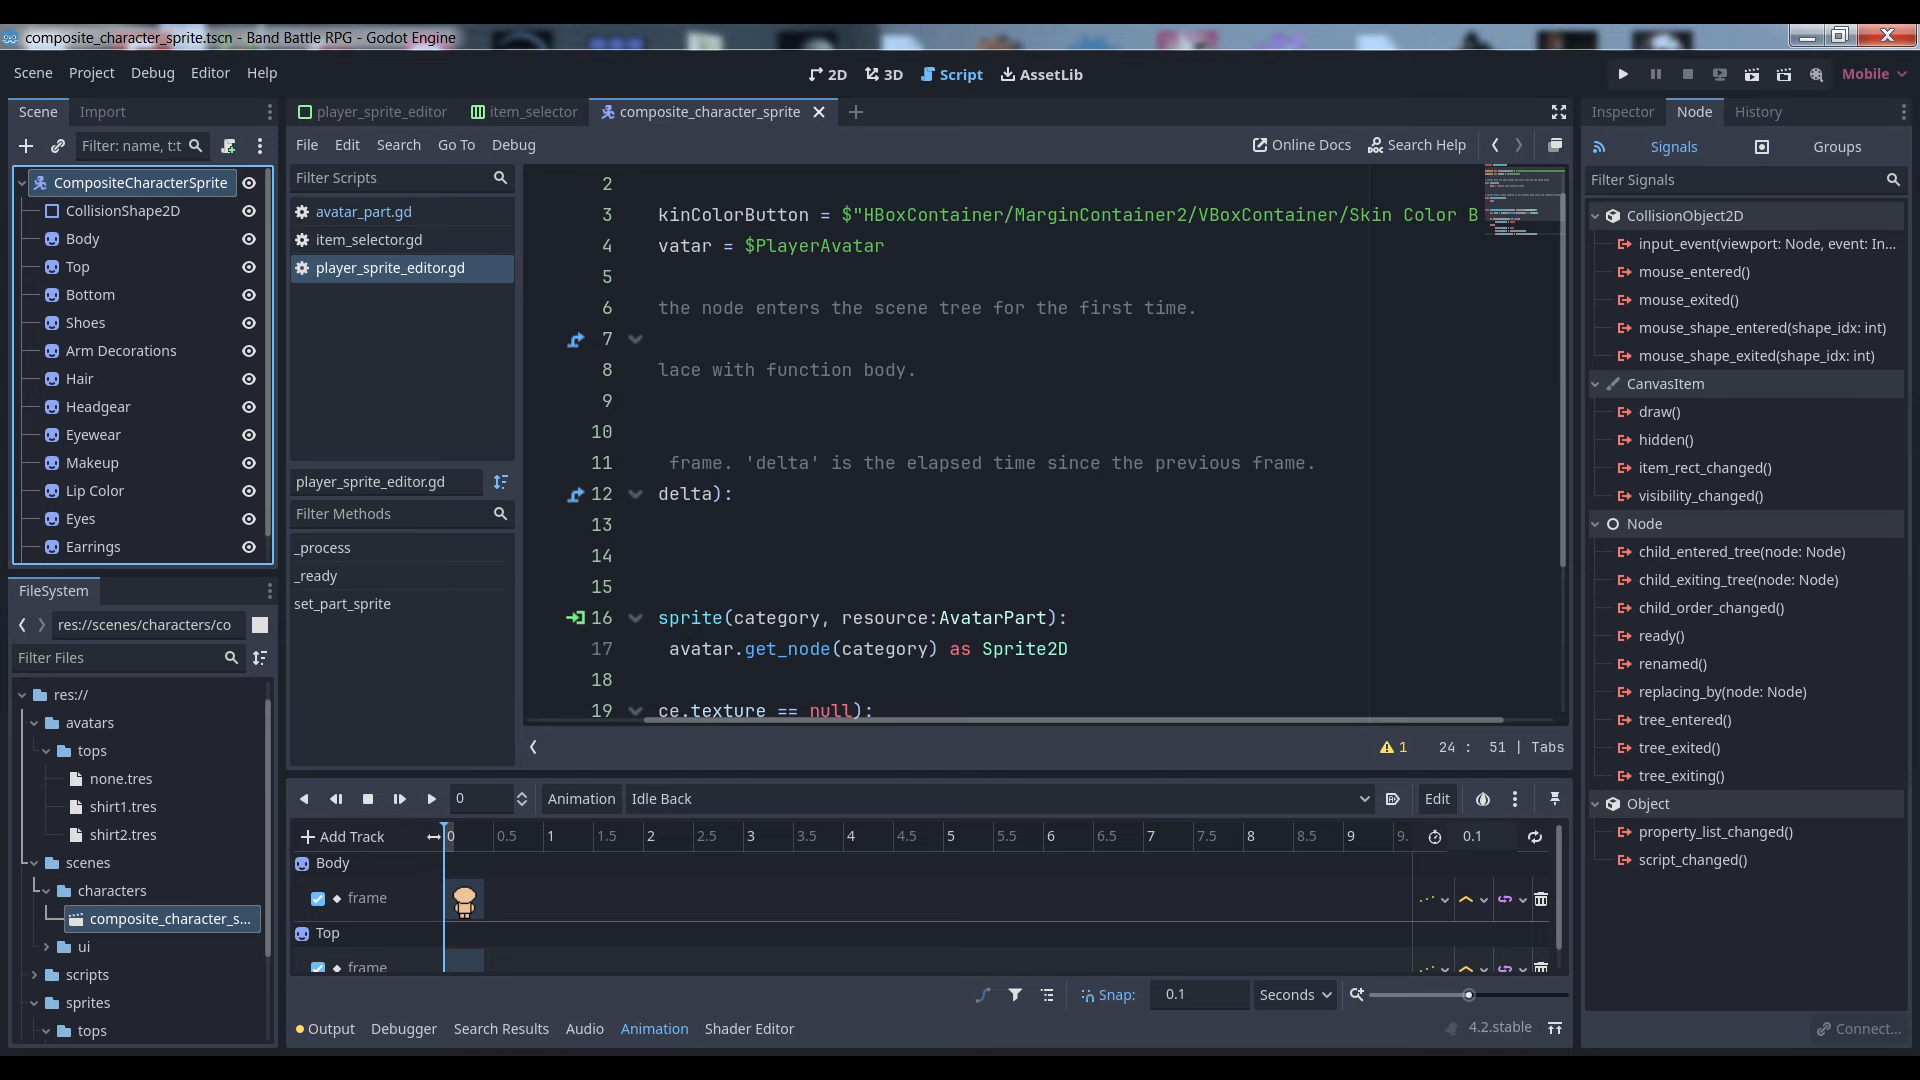 composite_character_sprite.tscn - Band Battle RPG - Godot Engine
Scene Project Debug Editor Help
2D 3D Script AssetLib
Mobile
Scene Import
Filter: name, t:t
CompositeCharacterSprite
CollisionShape2D
Body
Top
Bottom
Shoes
Arm Decorations
Hair
Headgear
Eyewear
Makeup
Lip Color
Eyes
Earrings
FileSystem
res://scenes/characters/co
Filter Files
res://
avatars
tops
none.tres
shirt1.tres
shirt2.tres
scenes
characters
composite_character_s...
ui
scripts
sprites
tops
player_sprite_editor item_selector composite_character_sprite
File Edit Search Go To Debug
Online Docs Search Help
Filter Scripts
avatar_part.gd
item_selector.gd
player_sprite_editor.gd
player_sprite_editor.gd
Filter Methods
_process
_ready
set_part_sprite
2
3 kinColorButton = $"HBoxContainer/MarginContainer2/VBoxContainer/Skin Color B
4 vatar = $PlayerAvatar
5
6 the node enters the scene tree for the first time.
7
8 lace with function body.
9
10
11 frame. 'delta' is the elapsed time since the previous frame.
12 delta):
13
14
15
16 sprite(category, resource:AvatarPart):
17 avatar.get_node(category) as Sprite2D
18
19 ce.texture == null):
1 24 : 51 | Tabs
0 Animation Idle Back Edit
Add Track 0 0.5 1 1.5 2 2.5 3 3.5 4 4.5 5 5.5 6 6.5 7 7.5 8 8.5 9 9. 0.1
Body
frame
Top
frame
Snap: 0.1 Seconds
Output Debugger Search Results Audio Animation Shader Editor 4.2.stable
Inspector Node History
Signals Groups
Filter Signals
CollisionObject2D
input_event(viewport: Node, event: In...
mouse_entered()
mouse_exited()
mouse_shape_entered(shape_idx: int)
mouse_shape_exited(shape_idx: int)
CanvasItem
draw()
hidden()
item_rect_changed()
visibility_changed()
Node
child_entered_tree(node: Node)
child_exiting_tree(node: Node)
child_order_changed()
ready()
renamed()
replacing_by(node: Node)
tree_entered()
tree_exited()
tree_exiting()
Object
property_list_changed()
script_changed()
Connect...